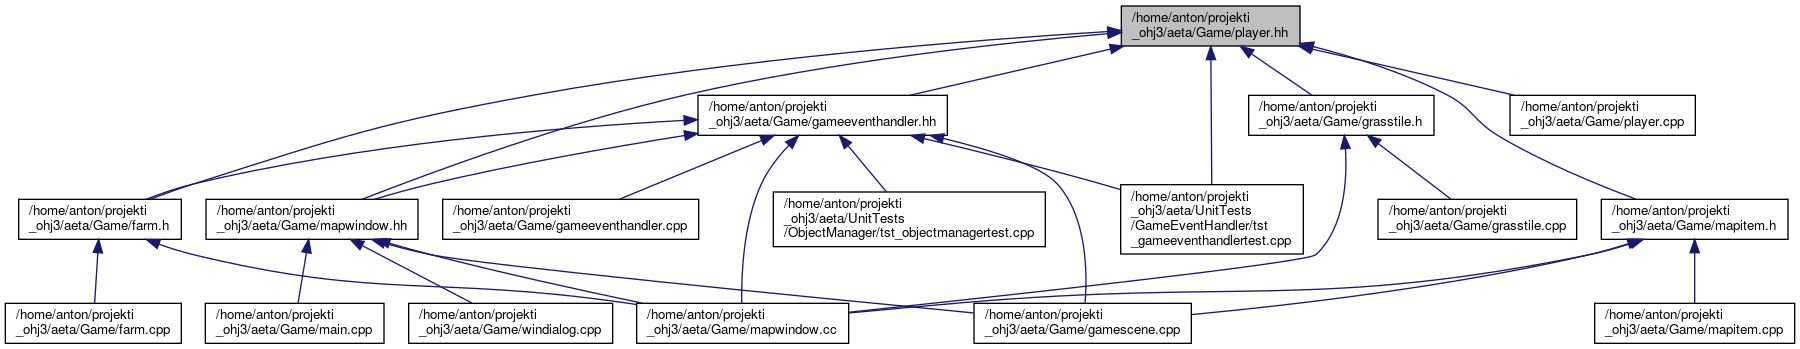 /home/anton/projekti
_ohj3/aeta/Game/player.hh
/home/anton/projekti
_ohj3/aeta/Game/gameeventhandler.hh
/home/anton/projekti
_ohj3/aeta/Game/grasstile.h
/home/anton/projekti
_ohj3/aeta/Game/player.cpp
/home/anton/projekti
_ohj3/aeta/Game/farm.h
/home/anton/projekti
_ohj3/aeta/Game/mapwindow.hh
/home/anton/projekti
_ohj3/aeta/Game/gameeventhandler.cpp
/home/anton/projekti
_ohj3/aeta/UnitTests
/ObjectManager/tst_objectmanagertest.cpp
/home/anton/projekti
_ohj3/aeta/UnitTests
/GameEventHandler/tst
_gameeventhandlertest.cpp
/home/anton/projekti
_ohj3/aeta/Game/grasstile.cpp
/home/anton/projekti
_ohj3/aeta/Game/mapitem.h
/home/anton/projekti
_ohj3/aeta/Game/farm.cpp
/home/anton/projekti
_ohj3/aeta/Game/main.cpp
/home/anton/projekti
_ohj3/aeta/Game/windialog.cpp
/home/anton/projekti
_ohj3/aeta/Game/mapwindow.cc
/home/anton/projekti
_ohj3/aeta/Game/gamescene.cpp
/home/anton/projekti
_ohj3/aeta/Game/mapitem.cpp